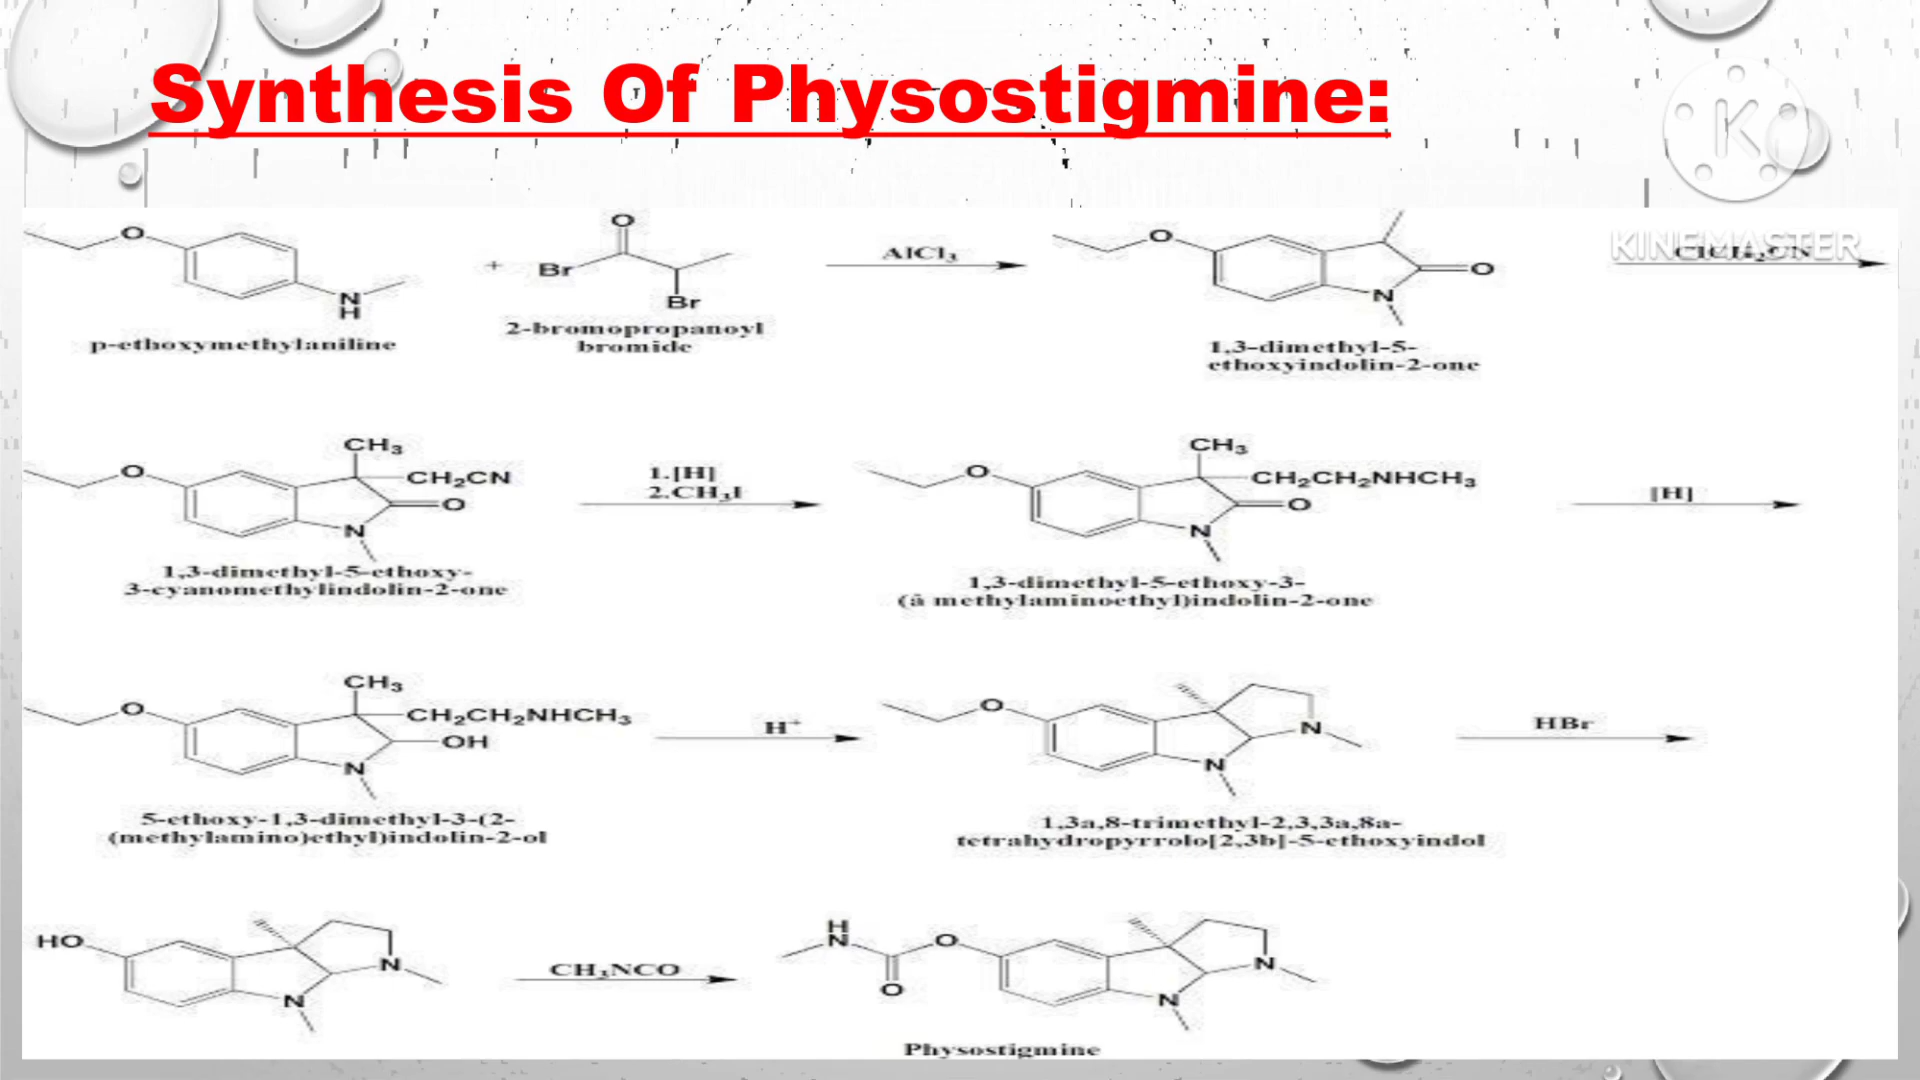 Synthesis Of Physostigmine:
K
KINEMASTER
O
N
H
p-ethoxymethylaniline
+
O
Br
Br
2-bromopropanoyl
bromide
AlCl₃
O
O
N
1,3-dimethyl-5-
ethoxyindolin-2-one
ClCH₂CN
O
CH₃
CH₂CN
O
N
1,3-dimethyl-5-ethoxy-
3-cyanomethylindolin-2-one
1.[H]
2.CH₃I
O
CH₃
CH₂CH₂NHCH₃
O
N
1,3-dimethyl-5-ethoxy-3-
(â methylaminoethyl)indolin-2-one
[H]
O
CH₃
CH₂CH₂NHCH₃
OH
N
5-ethoxy-1,3-dimethyl-3-(2-
(methylamino)ethyl)indolin-2-ol
H⁺
O
N
N
1,3a,8-trimethyl-2,3,3a,8a-
tetrahydropyrrolo[2,3b]-5-ethoxyindol
HBr
HO
N
N
CH₃NCO
H
N
O
O
N
N
Physostigmine